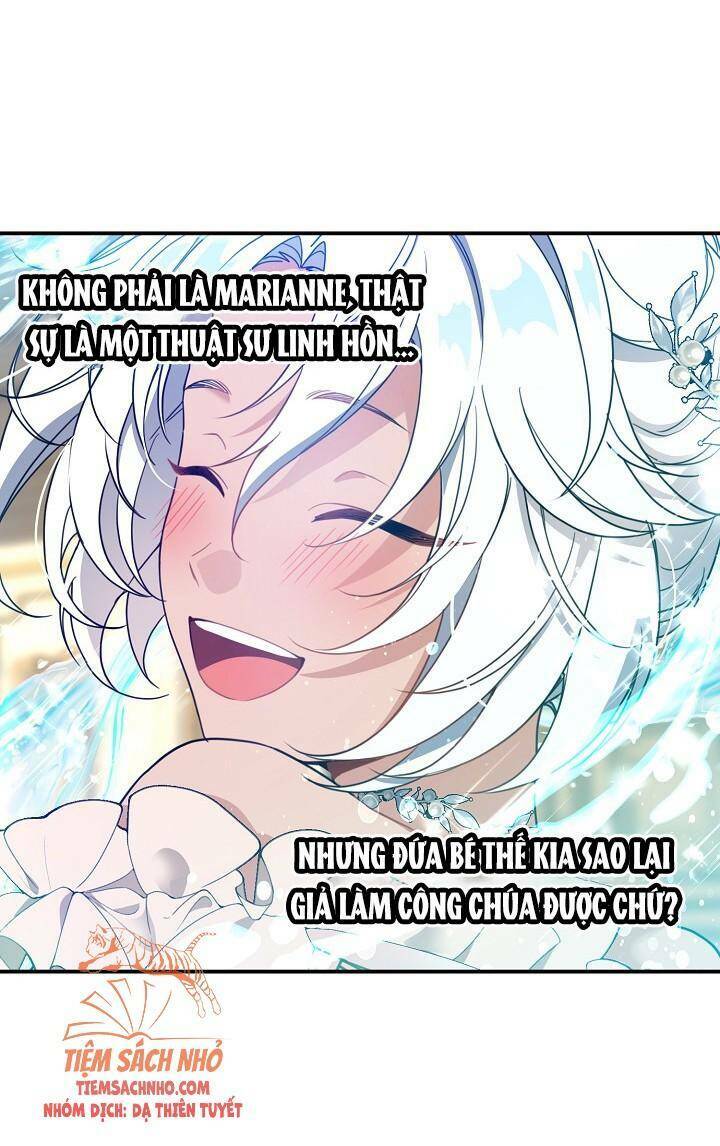 KHÔNG PHẢI LÀ MARIANNE, THẬT
SỰ LÀ MỘT THUẬT SƯ LINH HỒN...
NHƯNG ĐỨA BÉ THẾ KIA SAO LẠI
GIẢ LÀM CÔNG CHÚA ĐƯỢC CHỨ?
TIỆM SÁCH NHỎ
TIEMSACHNHO.COM
NHÓM DỊCH: DẠ THIÊN TUYẾT